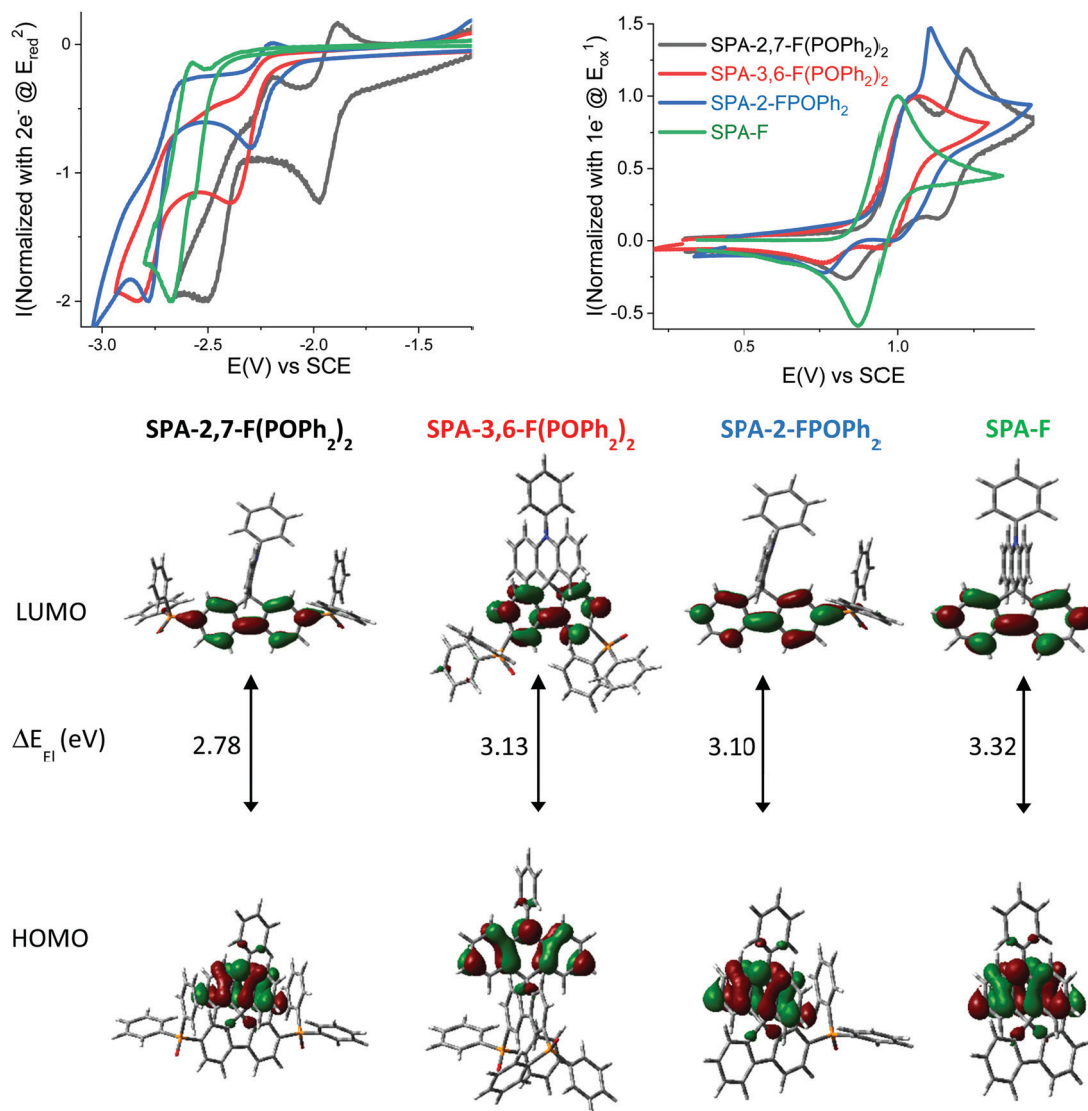 I(Normalized with 2e⁻ @ E_red²)
0
-1
-2
-3.0 -2.5 -2.0 -1.5
E(V) vs SCE
I(Normalized with 1e⁻ @ E_ox¹)
1.5
1.0
0.5
0.0
-0.5
SPA-2,7-F(POPh₂)₂
SPA-3,6-F(POPh₂)₂
SPA-2-FPOPh₂
SPA-F
0.5 1.0
E(V) vs SCE
SPA-2,7-F(POPh₂)₂ SPA-3,6-F(POPh₂)₂ SPA-2-FPOPh₂ SPA-F
LUMO
ΔE_El (eV) 2.78 3.13 3.10 3.32
HOMO